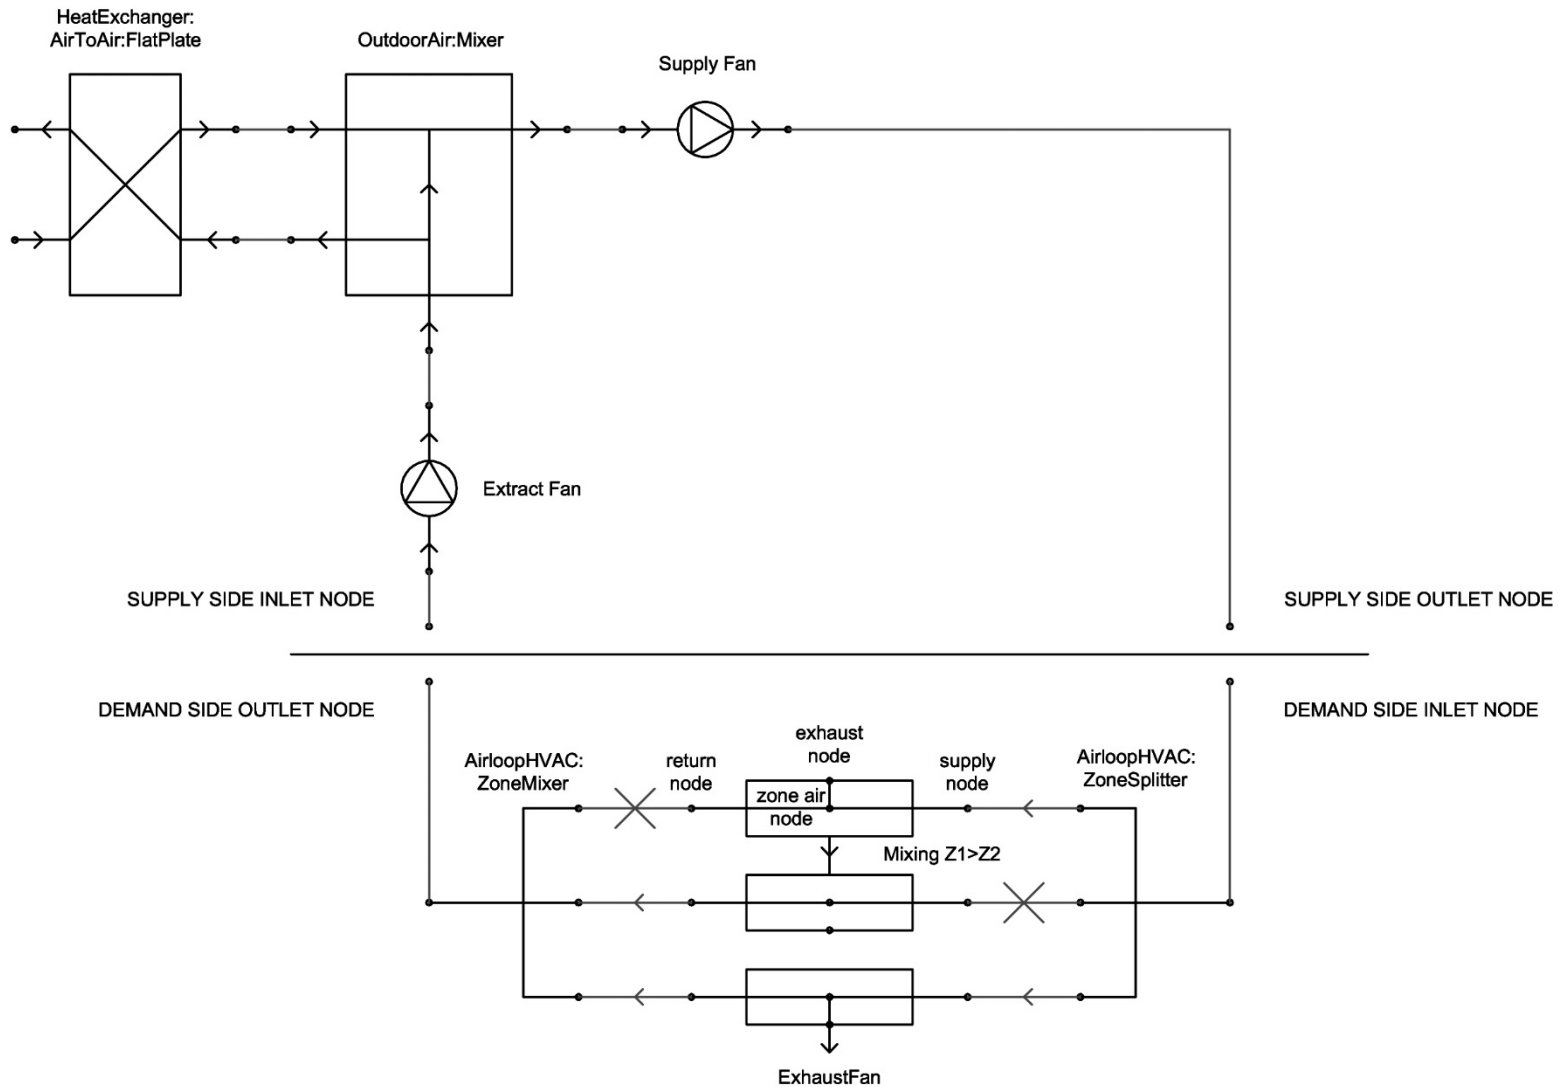 HeatExchanger:
AirToAir:FlatPlate
OutdoorAir:Mixer
Supply Fan
Extract Fan
SUPPLY SIDE INLET NODE
SUPPLY SIDE OUTLET NODE
DEMAND SIDE OUTLET NODE
DEMAND SIDE INLET NODE
AirloopHVAC:
ZoneMixer
return
node
exhaust
node
supply
node
AirloopHVAC:
ZoneSplitter
zone air
node
Mixing Z1>Z2
ExhaustFan